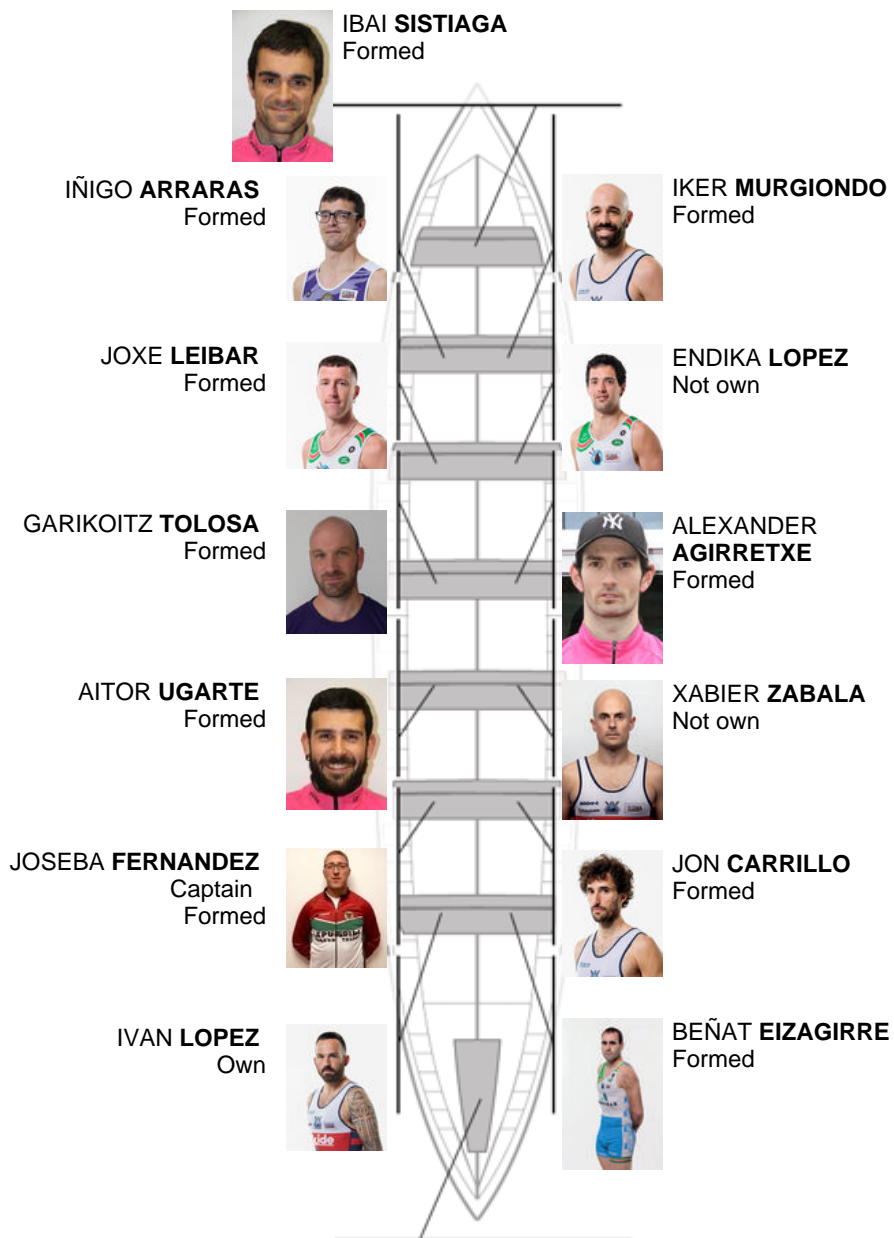 IBAI SISTIAGA
Formed
IÑIGO ARRARAS
Formed
IKER MURGIONDO
Formed
JOXE LEIBAR
Formed
ENDIKA LOPEZ
Not own
GARIKOITZ TOLOSA
Formed
ALEXANDER
AGIRRETXE
Formed
AITOR UGARTE
Formed
XABIER ZABALA
Not own
JOSEBA FERNANDEZ
Captain
Formed
JON CARRILLO
Formed
IVAN LOPEZ
Own
BEÑAT EIZAGIRRE
Formed